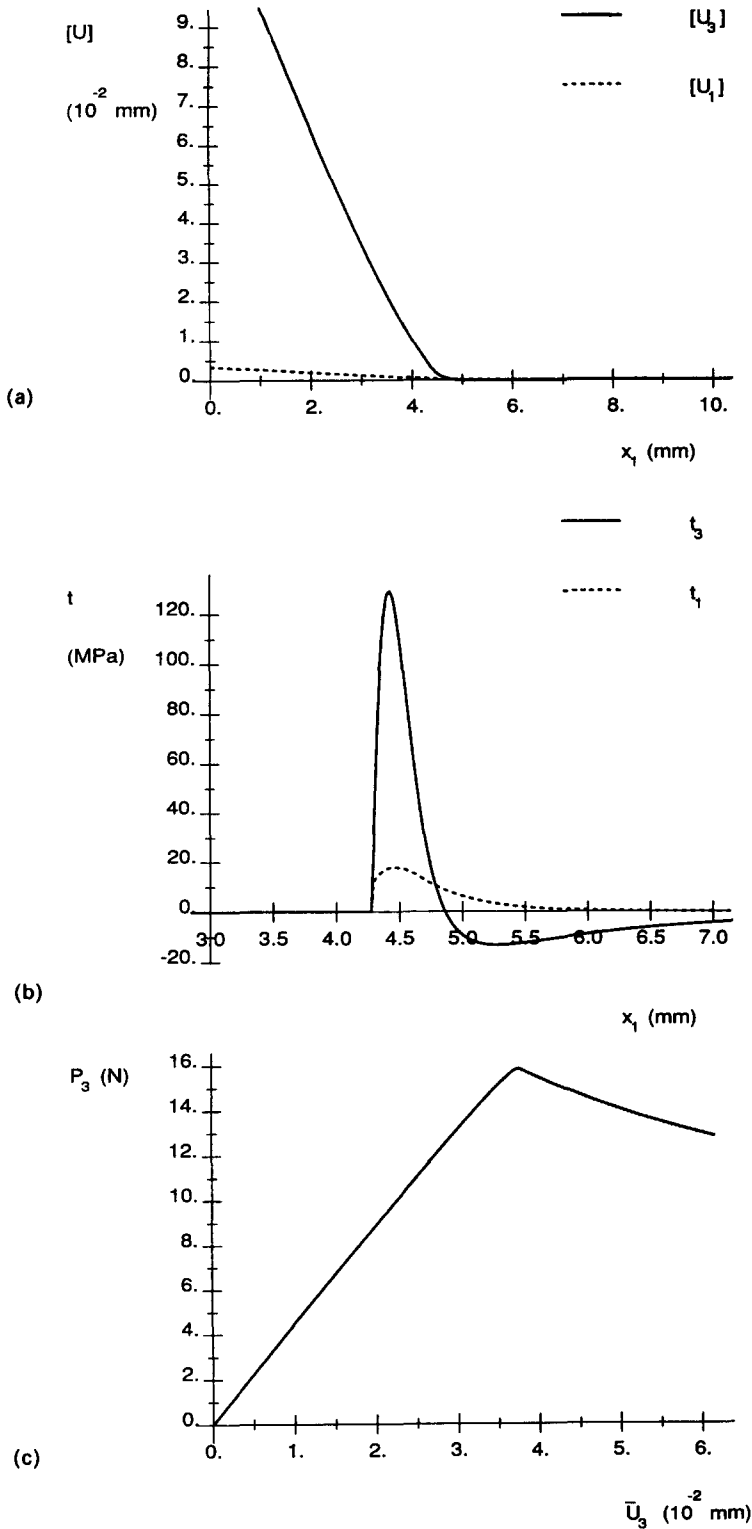 [U]
(10⁻² mm)
[U₃]
[U₁]
9.
8.
7.
6.
5.
4.
3.
2.
1.
0.
0. 2. 4. 6. 8. 10.
x₁ (mm)
(a)
t
(MPa)
t₃
t₁
120.
100.
80.
60.
40.
20.
0.
-20.
3.0 3.5 4.0 4.5 5.0 5.5 6.0 6.5 7.0
x₁ (mm)
(b)
P₃ (N)
16.
14.
12.
10.
8.
6.
4.
2.
0.
0. 1. 2. 3. 4. 5. 6.
Ū₃ (10⁻² mm)
(c)